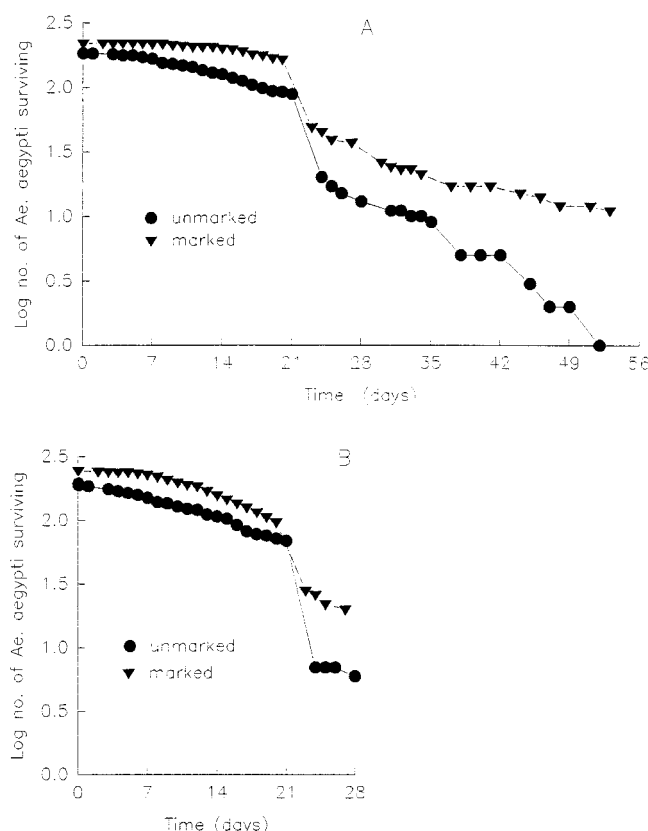 A
Log no. of Ae. aegypti surviving
2.5
2.0
1.5
1.0
0.5
0.0
unmarked
marked
0 7 14 21 28 35 42 49 56
Time (days)
B
Log no. of Ae. aegypti surviving
2.5
2.0
1.5
1.0
0.5
0.0
unmarked
marked
0 7 14 21 28
Time (days)